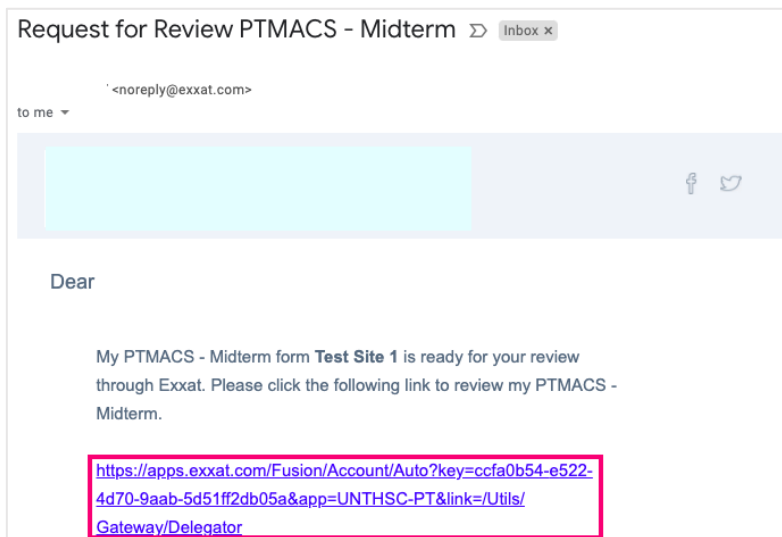 Request for Review PTMACS - Midterm Inbox ×
<noreply@exxat.com>
to me
Dear
My PTMACS - Midterm form Test Site 1 is ready for your review
through Exxat. Please click the following link to review my PTMACS -
Midterm.
https://apps.exxat.com/Fusion/Account/Auto?key=ccfa0b54-e522-
4d70-9aab-5d51ff2db05a&app=UNTHSC-PT&link=/Utils/
Gateway/Delegator